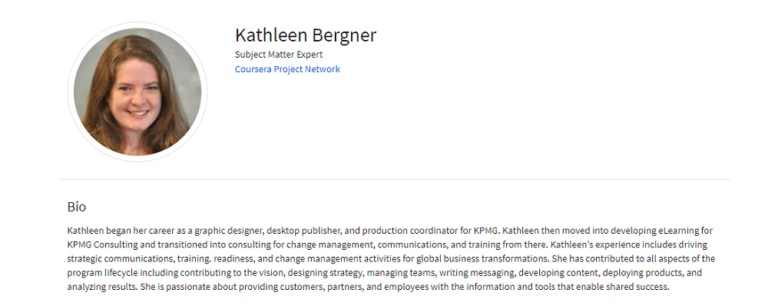 Kathleen Bergner
Subject Matter Expert
Coursera Project Network
Bio
Kathleen began her career as a graphic designer, desktop publisher, and production coordinator for KPMG. Kathleen then moved into developing eLearning for
KPMG Consulting and transitioned into consulting for change management, communications, and training from there. Kathleen's experience includes driving
strategic communications, training. readiness, and change management activities for global business transformations. She has contributed to all aspects of the
program lifecycle including contributing to the vision, designing strategy, managing teams, writing messaging, developing content, deploying products, and
analyzing results. She is passionate about providing customers, partners, and employees with the information and tools that enable shared success.